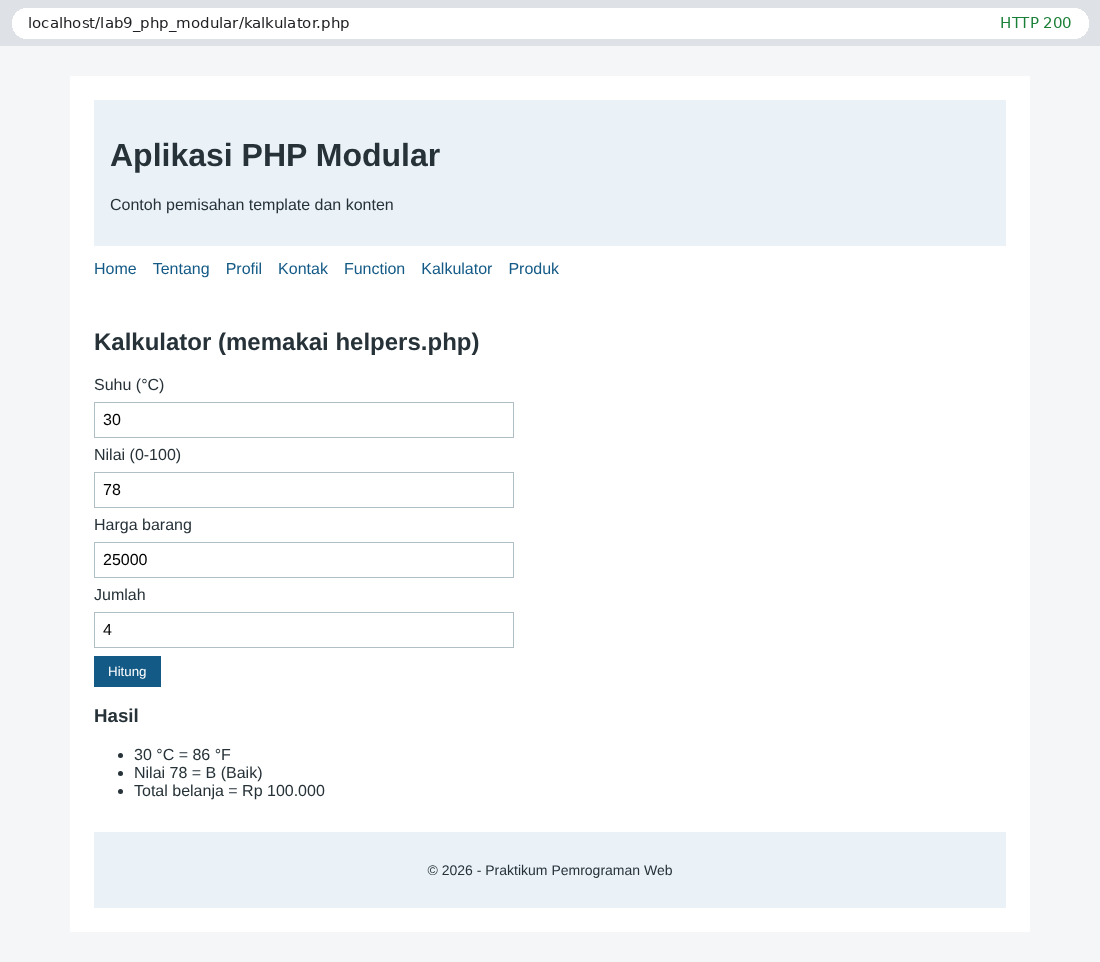 localhost/lab9_php_modular/kalkulator.php HTTP 200
Aplikasi PHP Modular
Contoh pemisahan template dan konten
Home Tentang Profil Kontak Function Kalkulator Produk
Kalkulator (memakai helpers.php)
Suhu (°C)
30
Nilai (0-100)
78
Harga barang
25000
Jumlah
4
Hitung
Hasil
30 °C = 86 °F
Nilai 78 = B (Baik)
Total belanja = Rp 100.000
© 2026 - Praktikum Pemrograman Web